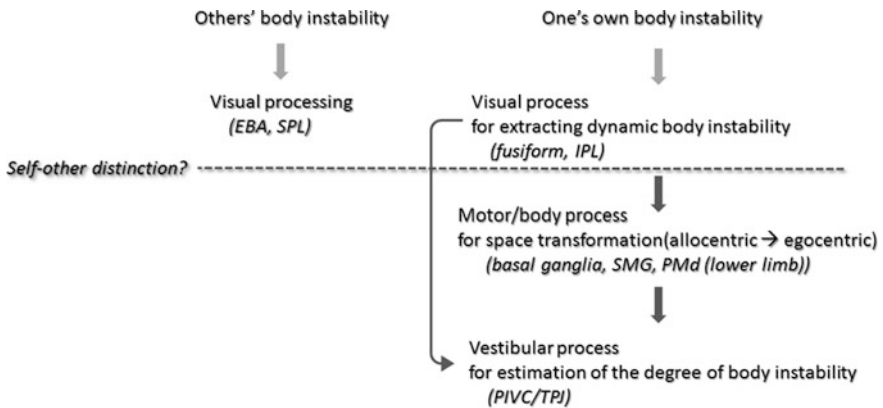 Others' body instability
One's own body instability
Visual processing
(EBA, SPL)
Visual process
for extracting dynamic body instability
(fusiform, IPL)
Self-other distinction?
Motor/body process
for space transformation(allocentric → egocentric)
(basal ganglia, SMG, PMd (lower limb))
Vestibular process
for estimation of the degree of body instability
(PIVC/TPJ)